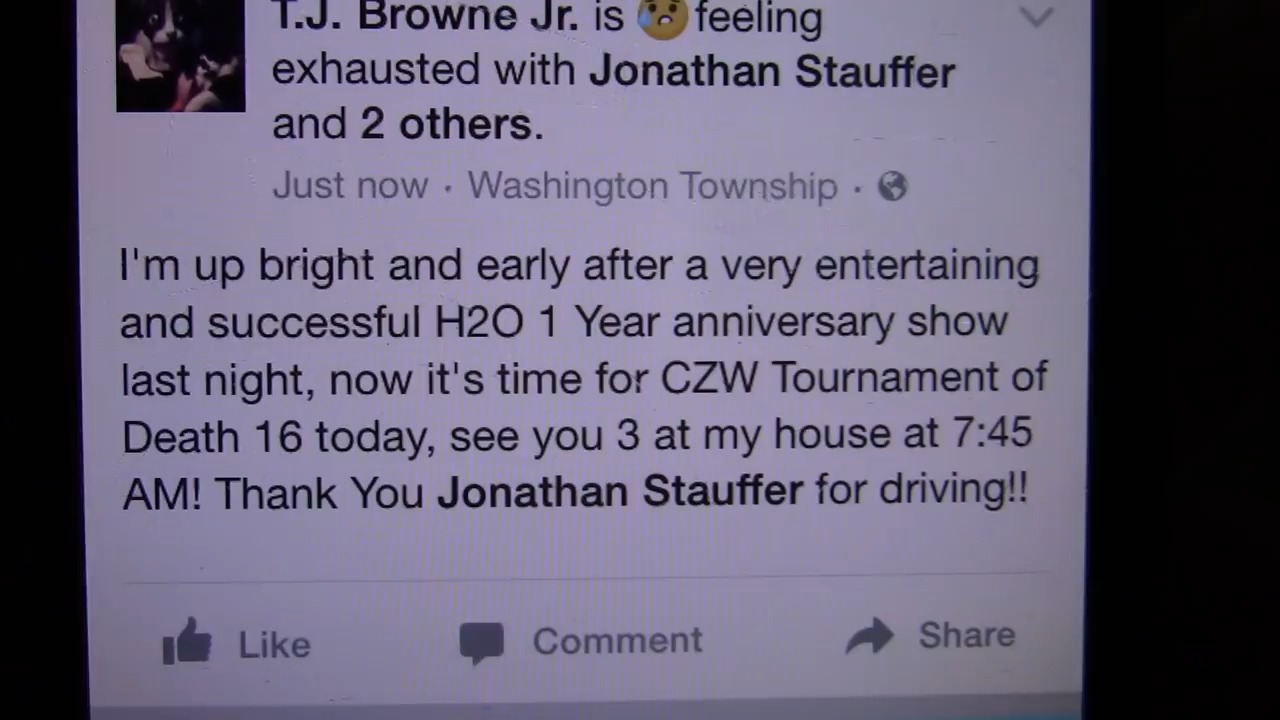 T.J. Browne Jr. is 😢 feeling
exhausted with Jonathan Stauffer
and 2 others.
Just now · Washington Township ·
I'm up bright and early after a very entertaining
and successful H2O 1 Year anniversary show
last night, now it's time for CZW Tournament of
Death 16 today, see you 3 at my house at 7:45
AM! Thank You Jonathan Stauffer for driving!!
Like Comment Share